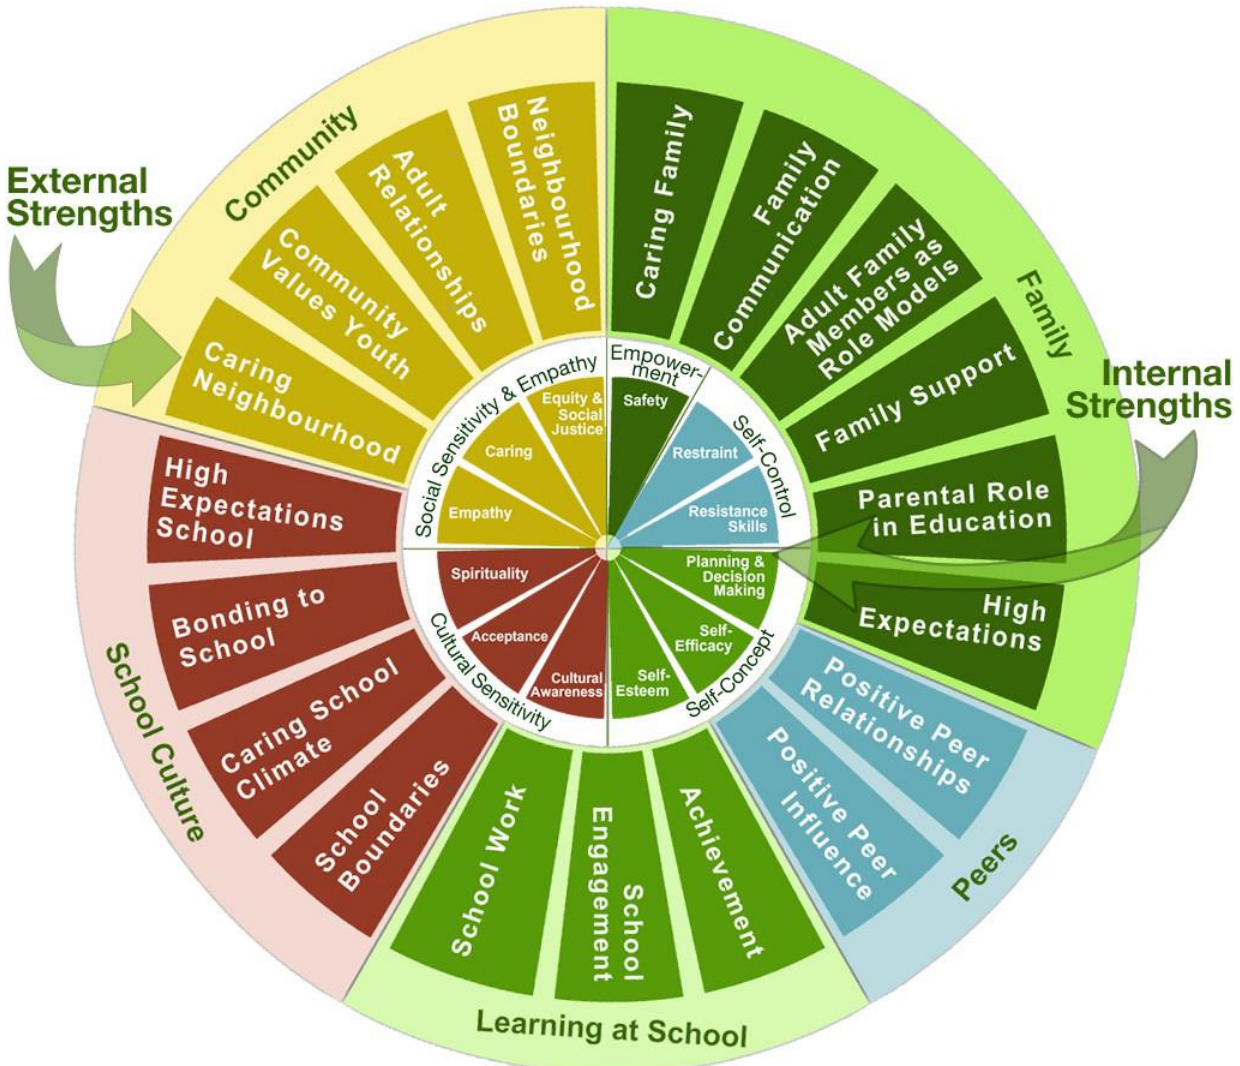 External
Strengths
Internal
Strengths
Community
Caring
Neighbourhood
Community
Values Youth
Adult
Relationships
Neighbourhood
Boundaries
Family
Caring Family
Family
Communication
Adult Family
Members as
Role Models
Family Support
Parental Role
in Education
High
Expectations
Peers
Positive Peer
Relationships
Positive Peer
Influence
Learning at School
Achievement
School
Engagement
School Work
School Culture
School
Boundaries
Caring School
Climate
Bonding to
School
High
Expectations
School
Social Sensitivity & Empathy
Empathy
Caring
Equity &
Social
Justice
Empower-
ment
Safety
Self-Control
Restraint
Resistance
Skills
Self-Concept
Planning &
Decision
Making
Self-
Efficacy
Self-
Esteem
Cultural Sensitivity
Cultural
Awareness
Acceptance
Spirituality